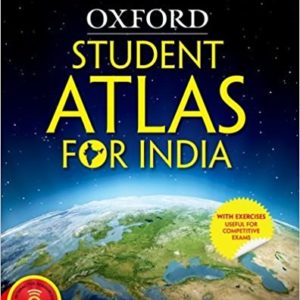 OXFORD
STUDENT
ATLAS
FOR INDIA
WITH EXERCISES
USEFUL FOR
COMPETITIVE
EXAMS